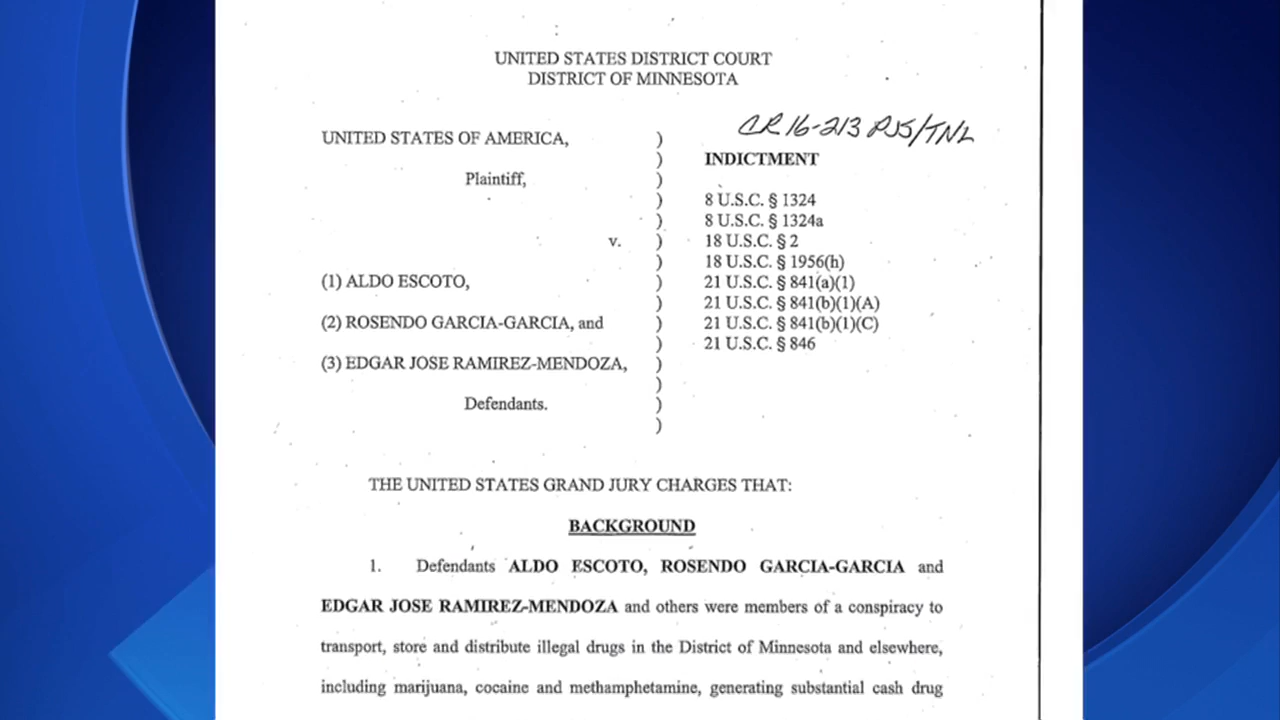 UNITED STATES DISTRICT COURT
DISTRICT OF MINNESOTA
CR 16-213 PJS/TNL
UNITED STATES OF AMERICA, )
) INDICTMENT
Plaintiff, )
) 8 U.S.C. § 1324
) 8 U.S.C. § 1324a
v. ) 18 U.S.C. § 2
) 18 U.S.C. § 1956(h)
(1) ALDO ESCOTO, ) 21 U.S.C. § 841(a)(1)
) 21 U.S.C. § 841(b)(1)(A)
(2) ROSENDO GARCIA-GARCIA, and ) 21 U.S.C. § 841(b)(1)(C)
) 21 U.S.C. § 846
(3) EDGAR JOSE RAMIREZ-MENDOZA, )
)
Defendants. )
)
THE UNITED STATES GRAND JURY CHARGES THAT:
BACKGROUND
1. Defendants ALDO ESCOTO, ROSENDO GARCIA-GARCIA and
EDGAR JOSE RAMIREZ-MENDOZA and others were members of a conspiracy to
transport, store and distribute illegal drugs in the District of Minnesota and elsewhere,
including marijuana, cocaine and methamphetamine, generating substantial cash drug